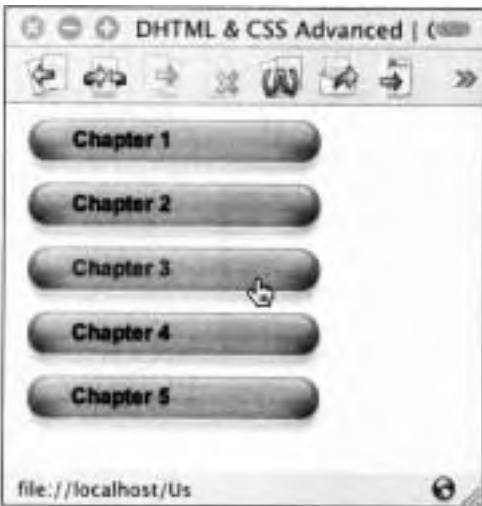 DHTML & CSS Advanced | (
Chapter 1
Chapter 2
Chapter 3
Chapter 4
Chapter 5
file://localhost/Us